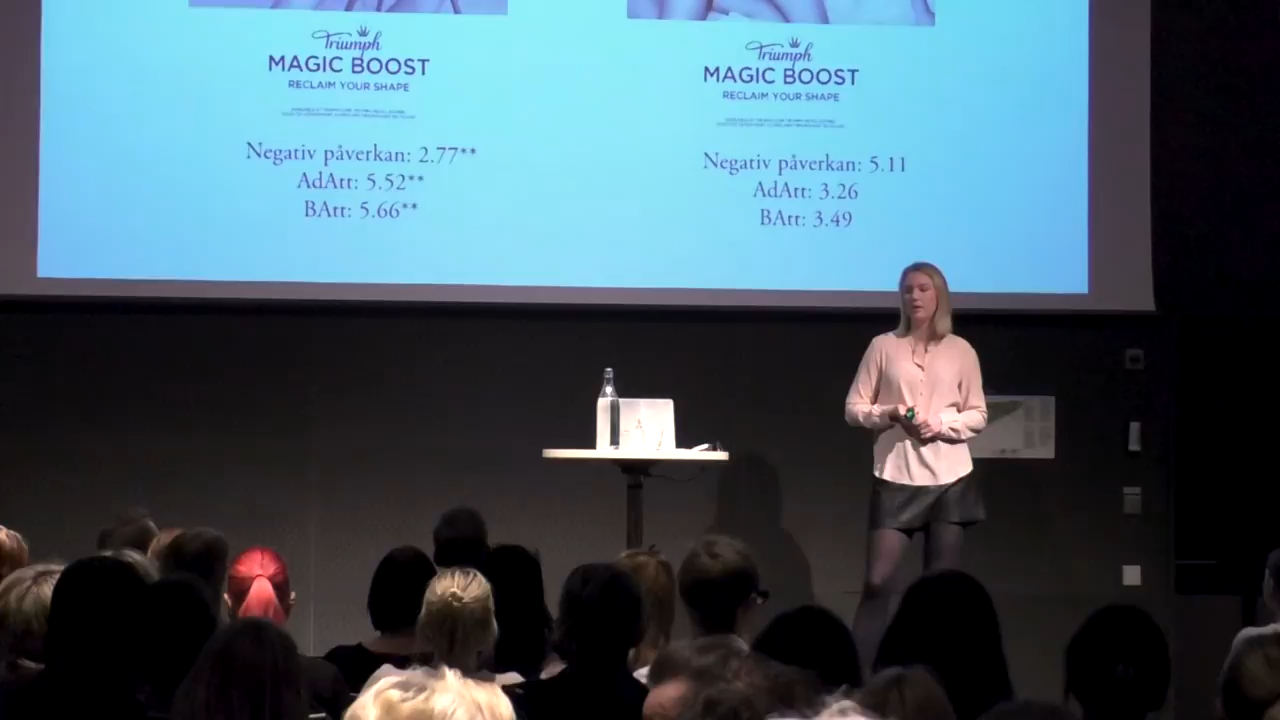 Triumph
MAGIC BOOST
RECLAIM YOUR SHAPE
Negativ påverkan: 2.77**
AdAtt: 5.52**
BAtt: 5.66**
Triumph
MAGIC BOOST
RECLAIM YOUR SHAPE
Negativ påverkan: 5.11
AdAtt: 3.26
BAtt: 3.49